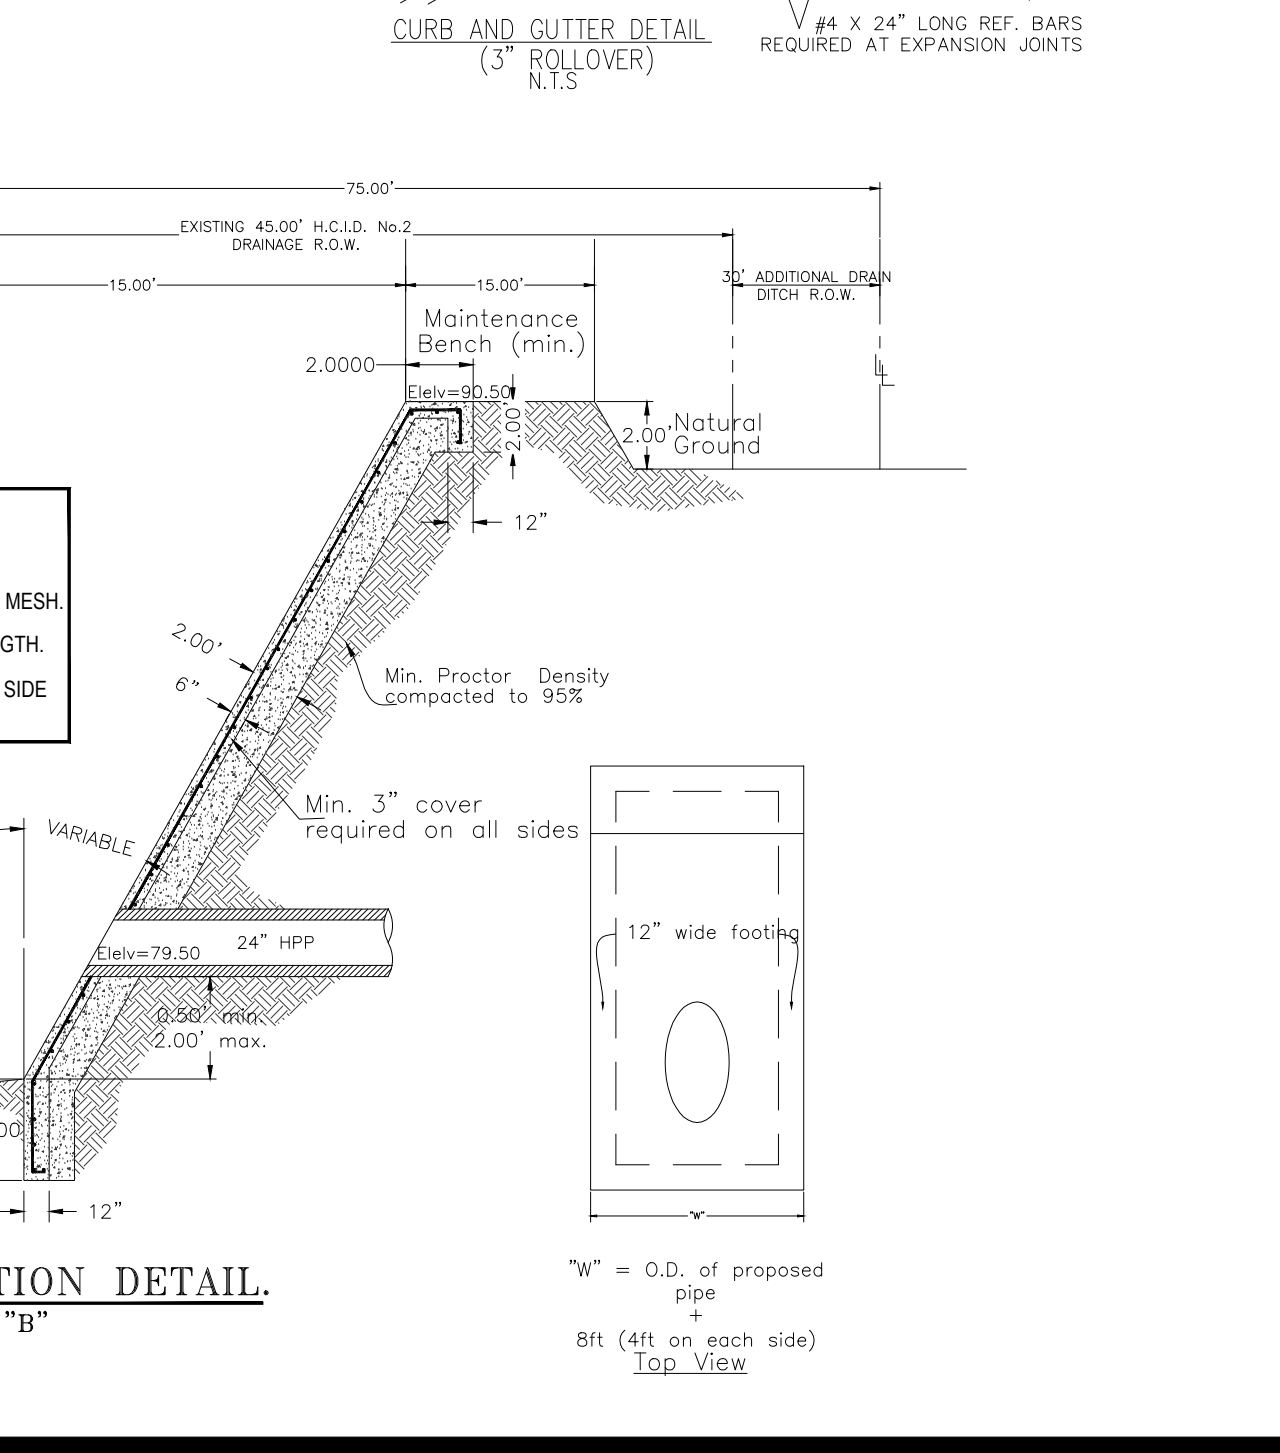 CURB AND GUTTER DETAIL
(3" ROLLOVER)
N.T.S
#4 X 24" LONG REF. BARS
REQUIRED AT EXPANSION JOINTS
75.00'
EXISTING 45.00' H.C.I.D. No.2
DRAINAGE R.O.W.
15.00'
15.00'
30' ADDITIONAL DRAIN
DITCH R.O.W.
Maintenance
Bench (min.)
2.0000
Elelv=90.50
2.00'
2.00'
Natural
Ground
12"
MESH.
GTH.
SIDE
2.00'
6"
Min. Proctor Density
compacted to 95%
Min. 3" cover
required on all sides
VARIABLE
24" HPP
Elelv=79.50
0.50' min.
2.00' max.
12" wide footing
00
12"
"W"
TION DETAIL.
"B"
"W" = O.D. of proposed
pipe
+
8ft (4ft on each side)
Top View